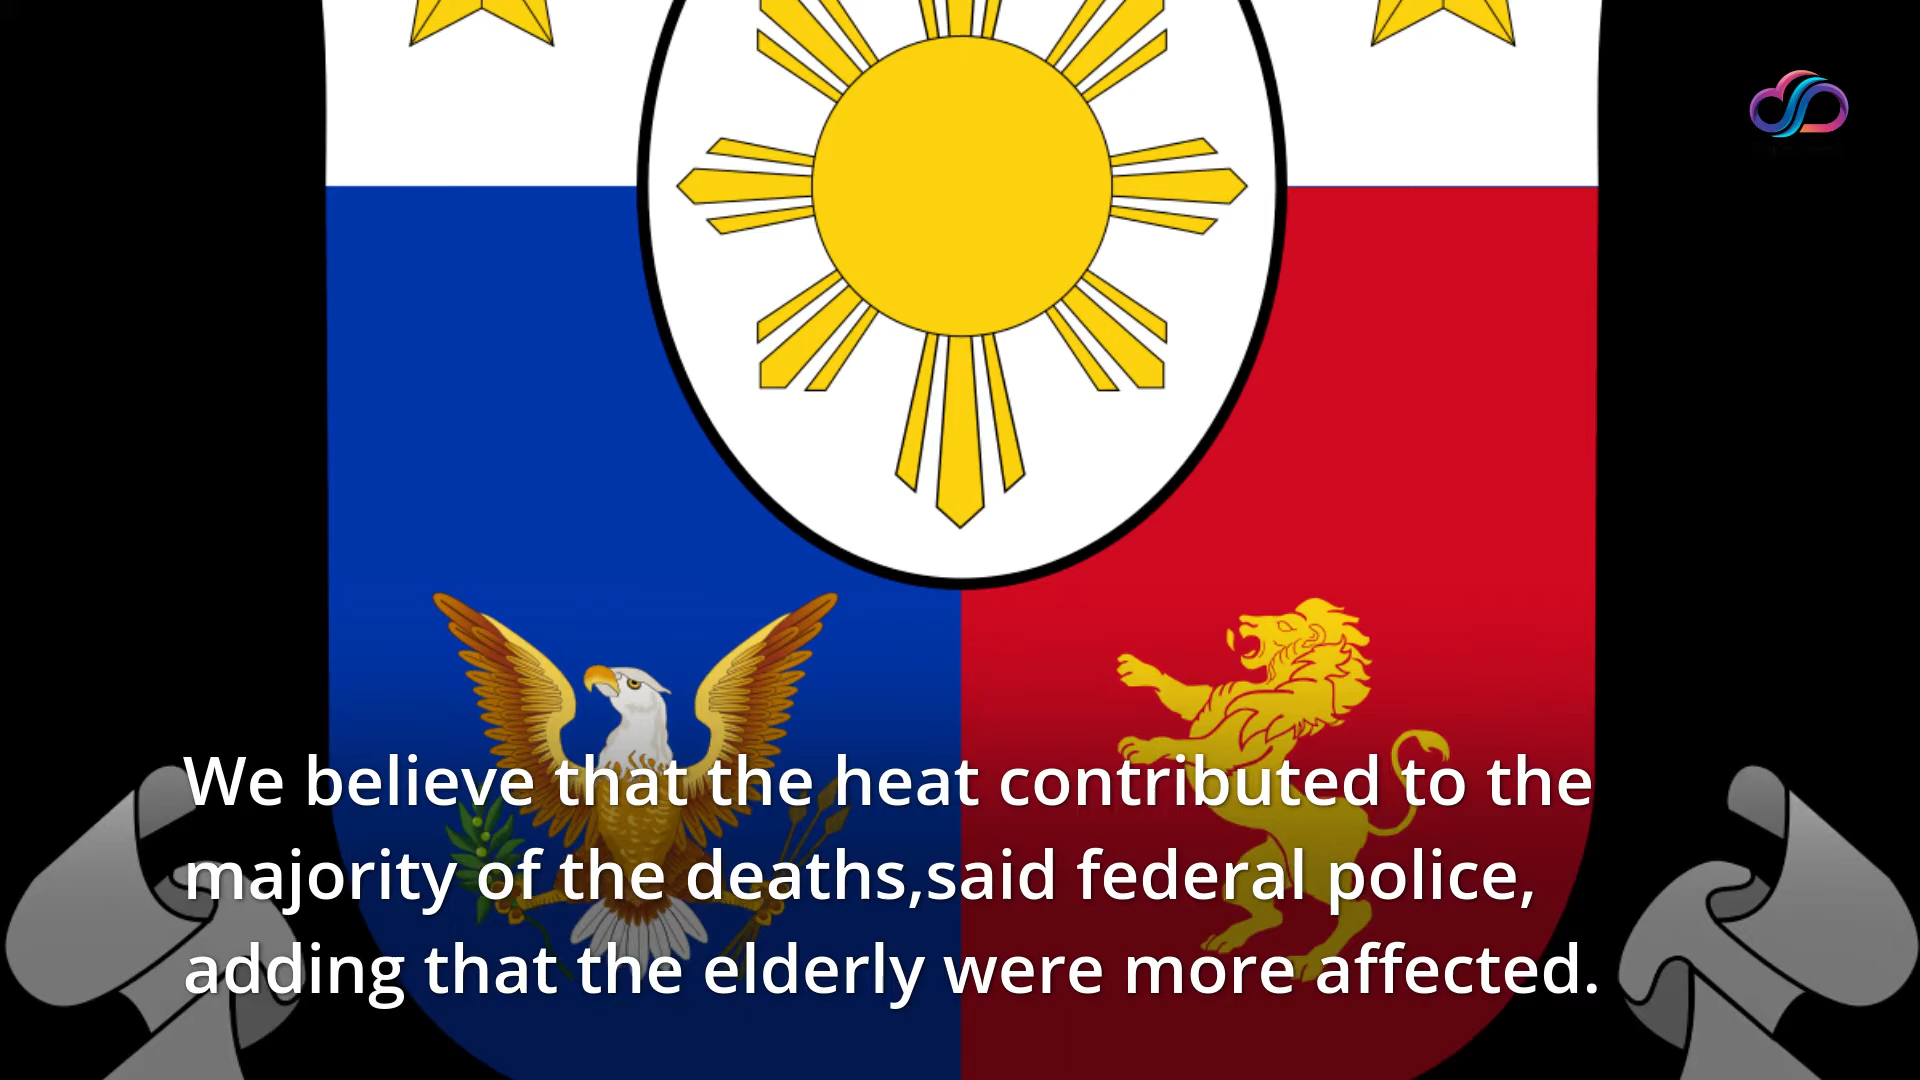 We believe that the heat contributed to the
majority of the deaths,said federal police,
adding that the elderly were more affected.